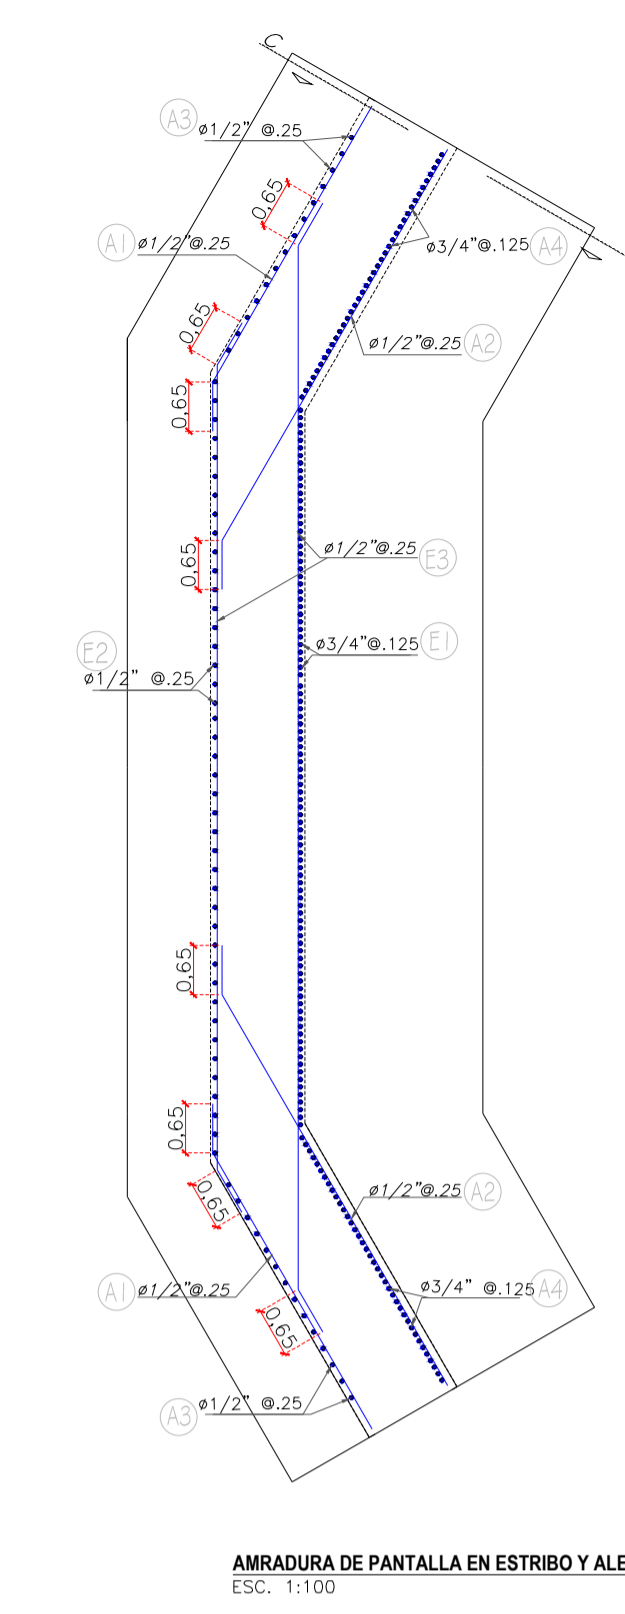 C
A3 ø1/2" @.25
0,65
A1 ø1/2"@.25
ø3/4"@.125 A4
0,65
ø1/2"@.25 A2
0,65
0,65
ø1/2"@.25 E3
ø3/4"@.125 E1
E2
ø1/2" @.25
0,65
0,65
0,65
ø1/2"@.25 A2
A1 ø1/2"@.25
ø3/4" @.125 A4
0,65
A3 ø1/2" @.25
AMRADURA DE PANTALLA EN ESTRIBO Y ALE
ESC. 1:100